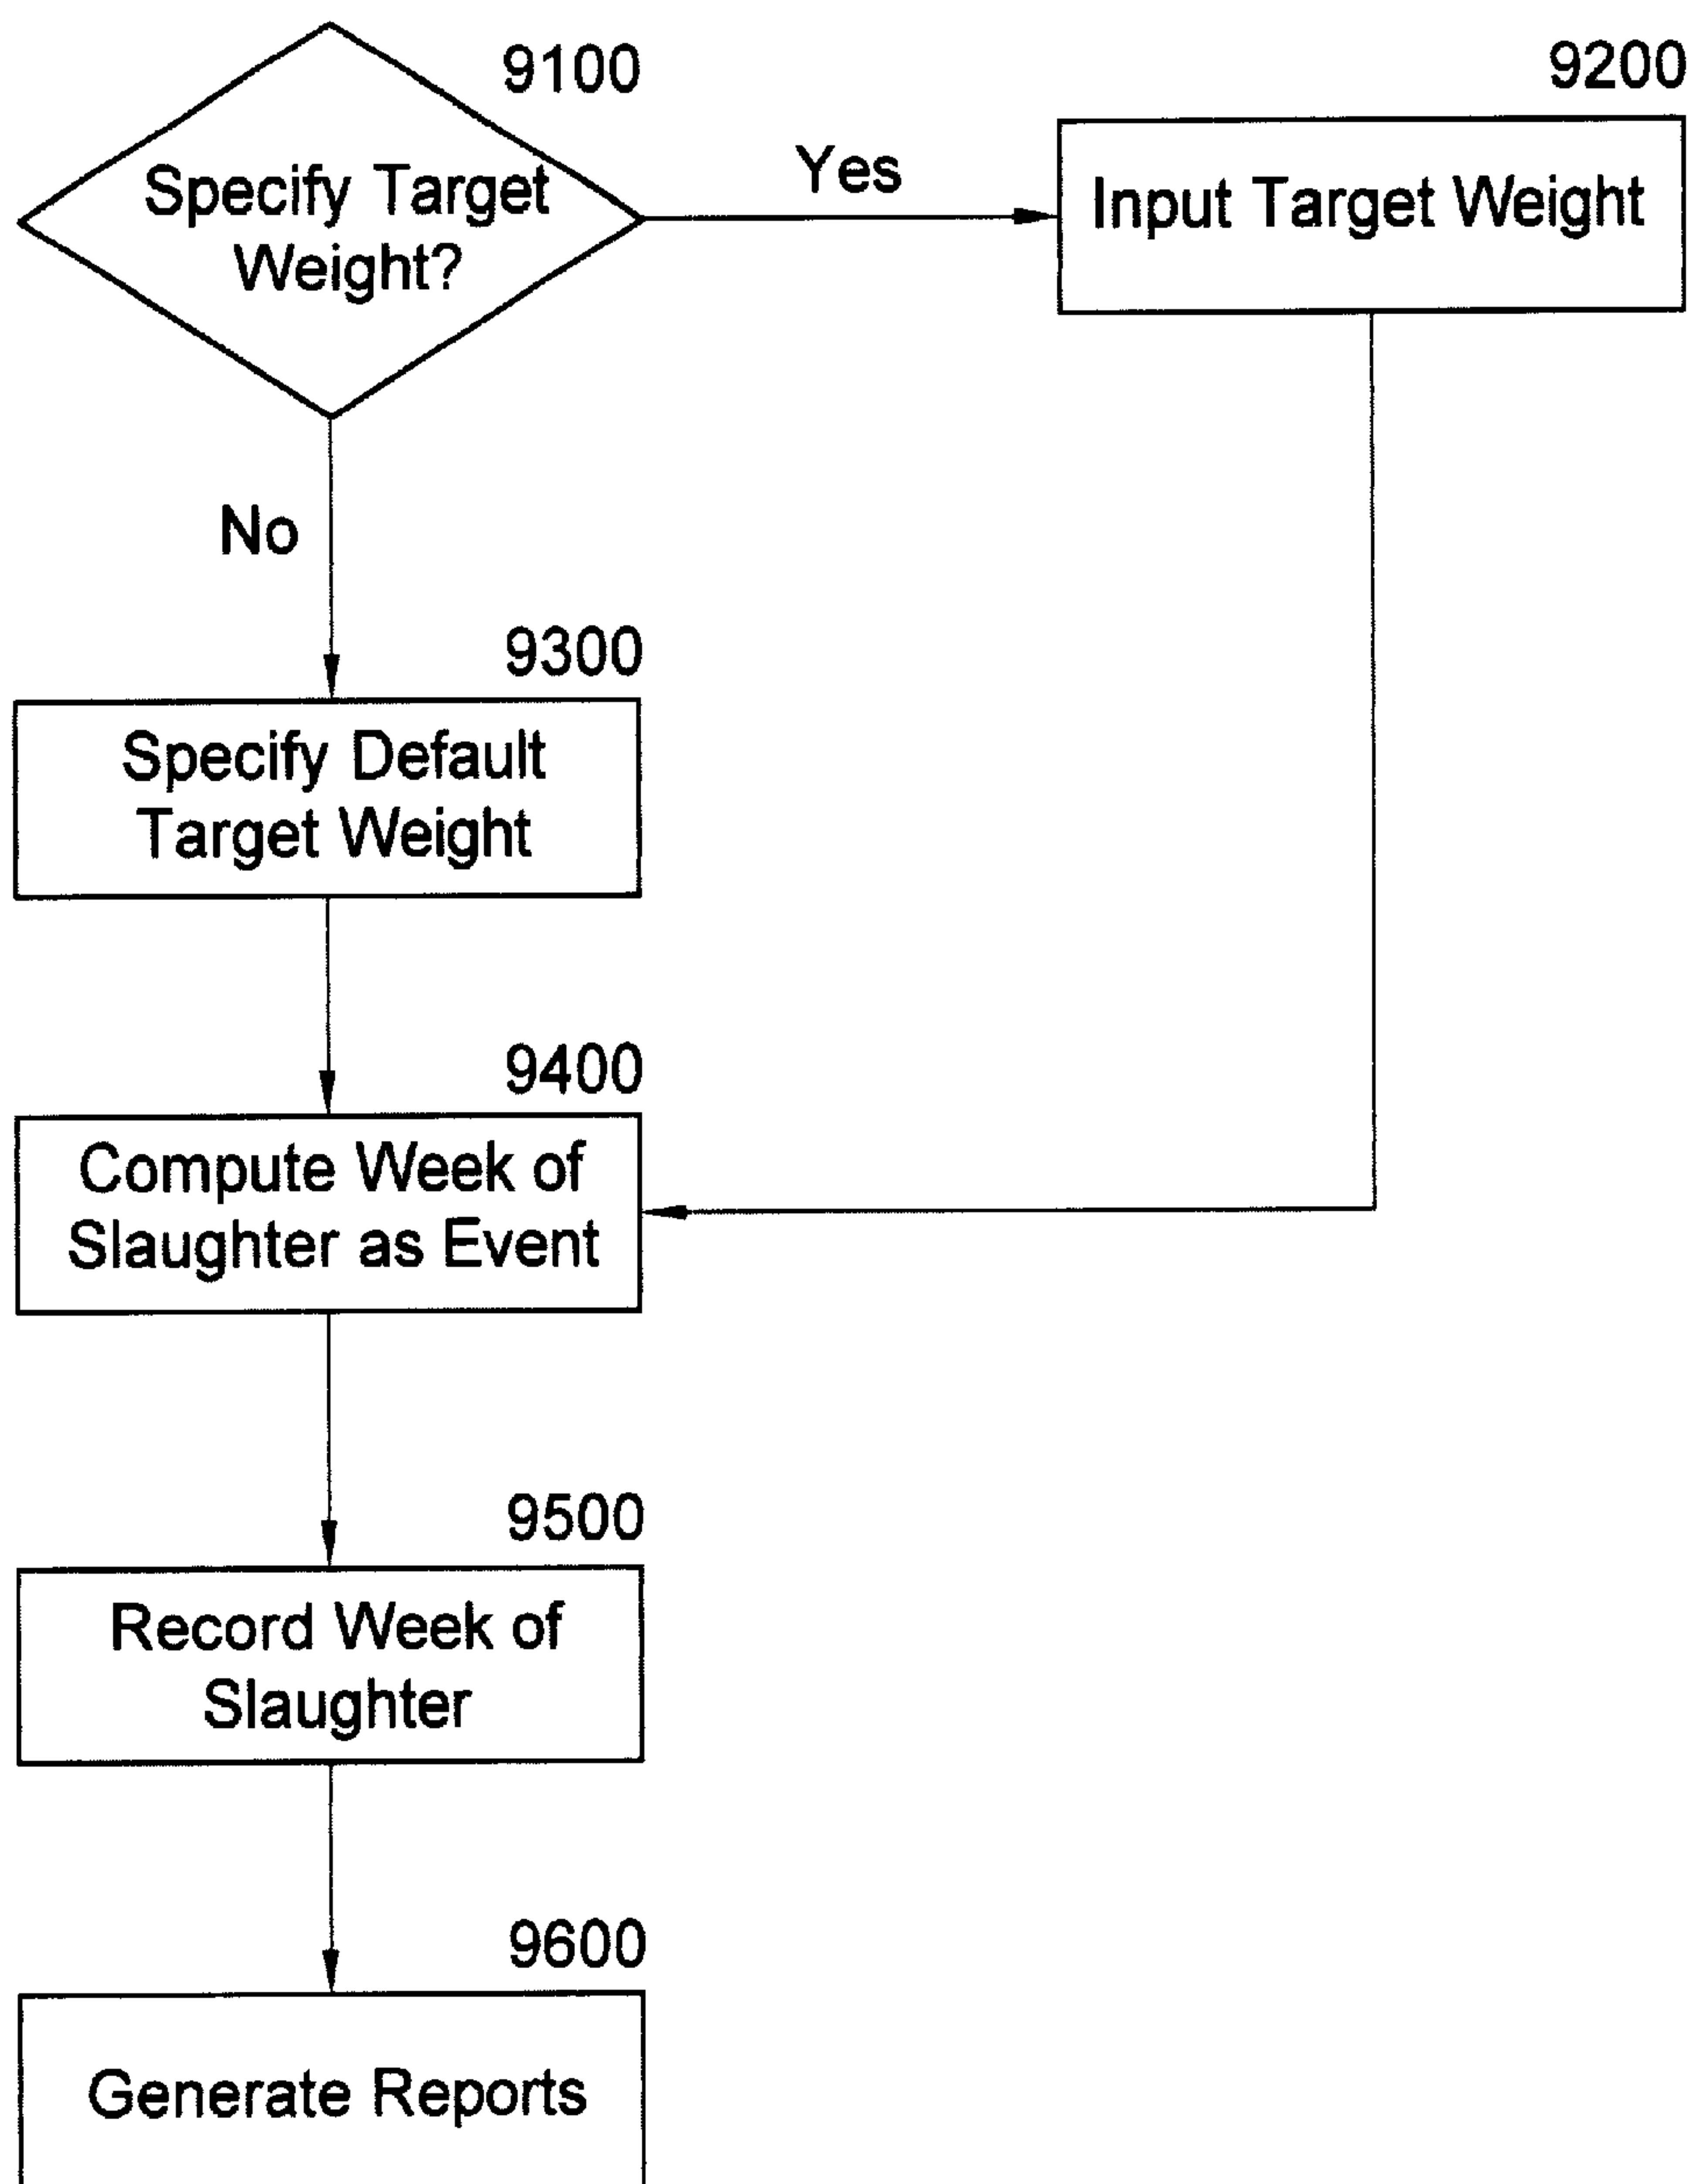 9100
Specify Target
Weight?
Yes
9200
Input Target Weight
No
9300
Specify Default
Target Weight
9400
Compute Week of
Slaughter as Event
9500
Record Week of
Slaughter
9600
Generate Reports